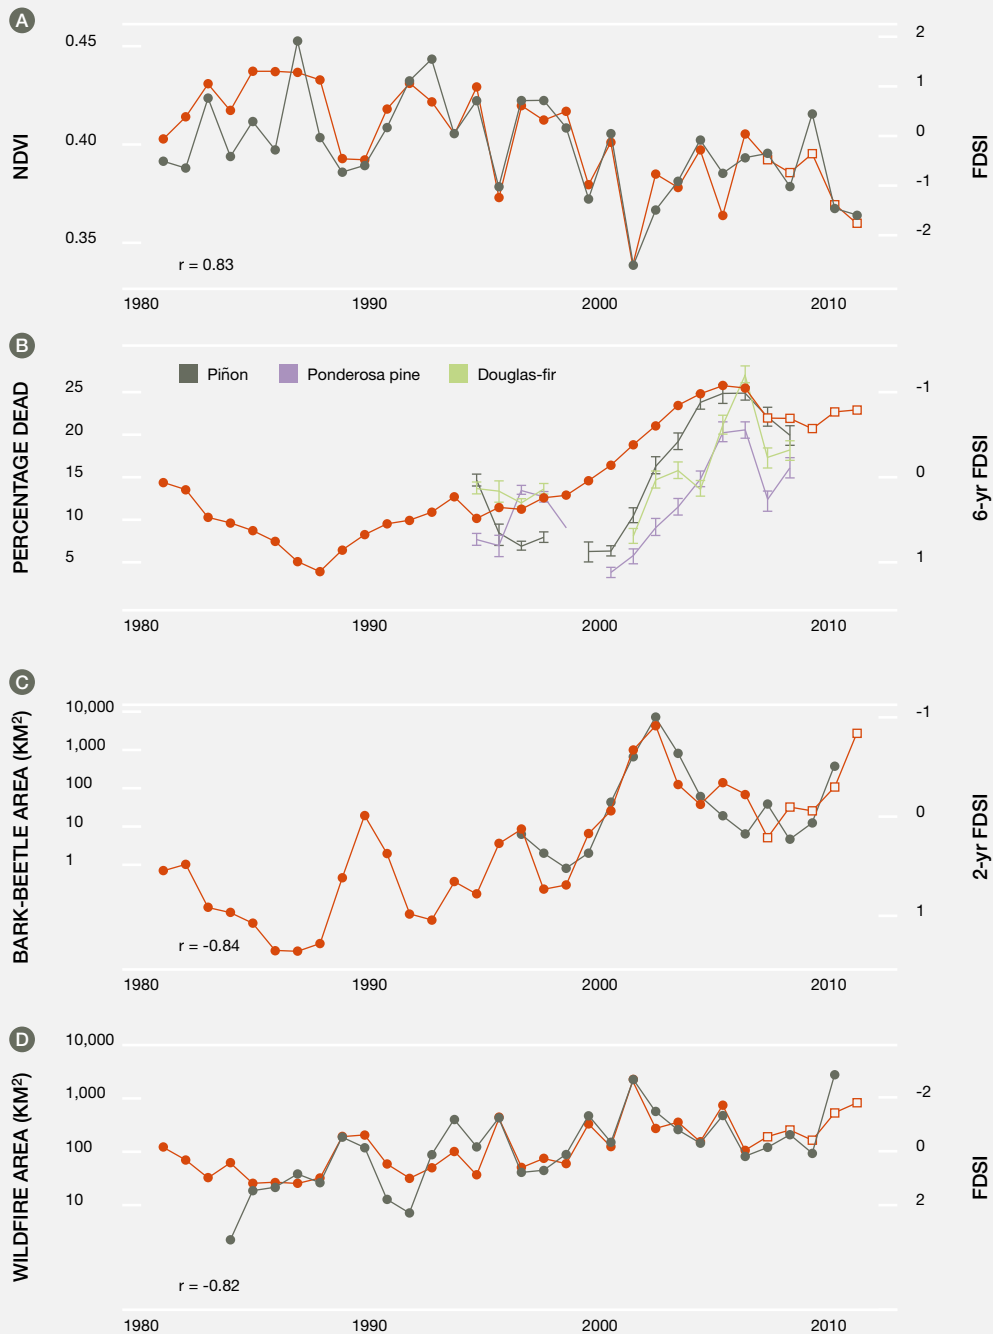 A
0.45
0.40
0.35
NDVI
2
1
0
-1
-2
FDSI
r = 0.83
1980
1990
2000
2010
B
Piñon
Ponderosa pine
Douglas-fir
25
20
15
10
5
PERCENTAGE DEAD
-1
0
1
6-yr FDSI
1980
1990
2000
2010
C
10,000
1,000
100
10
1
BARK-BEETLE AREA (KM²)
-1
0
1
2-yr FDSI
r = -0.84
1980
1990
2000
2010
D
10,000
1,000
100
10
WILDFIRE AREA (KM²)
-2
0
2
FDSI
r = -0.82
1980
1990
2000
2010